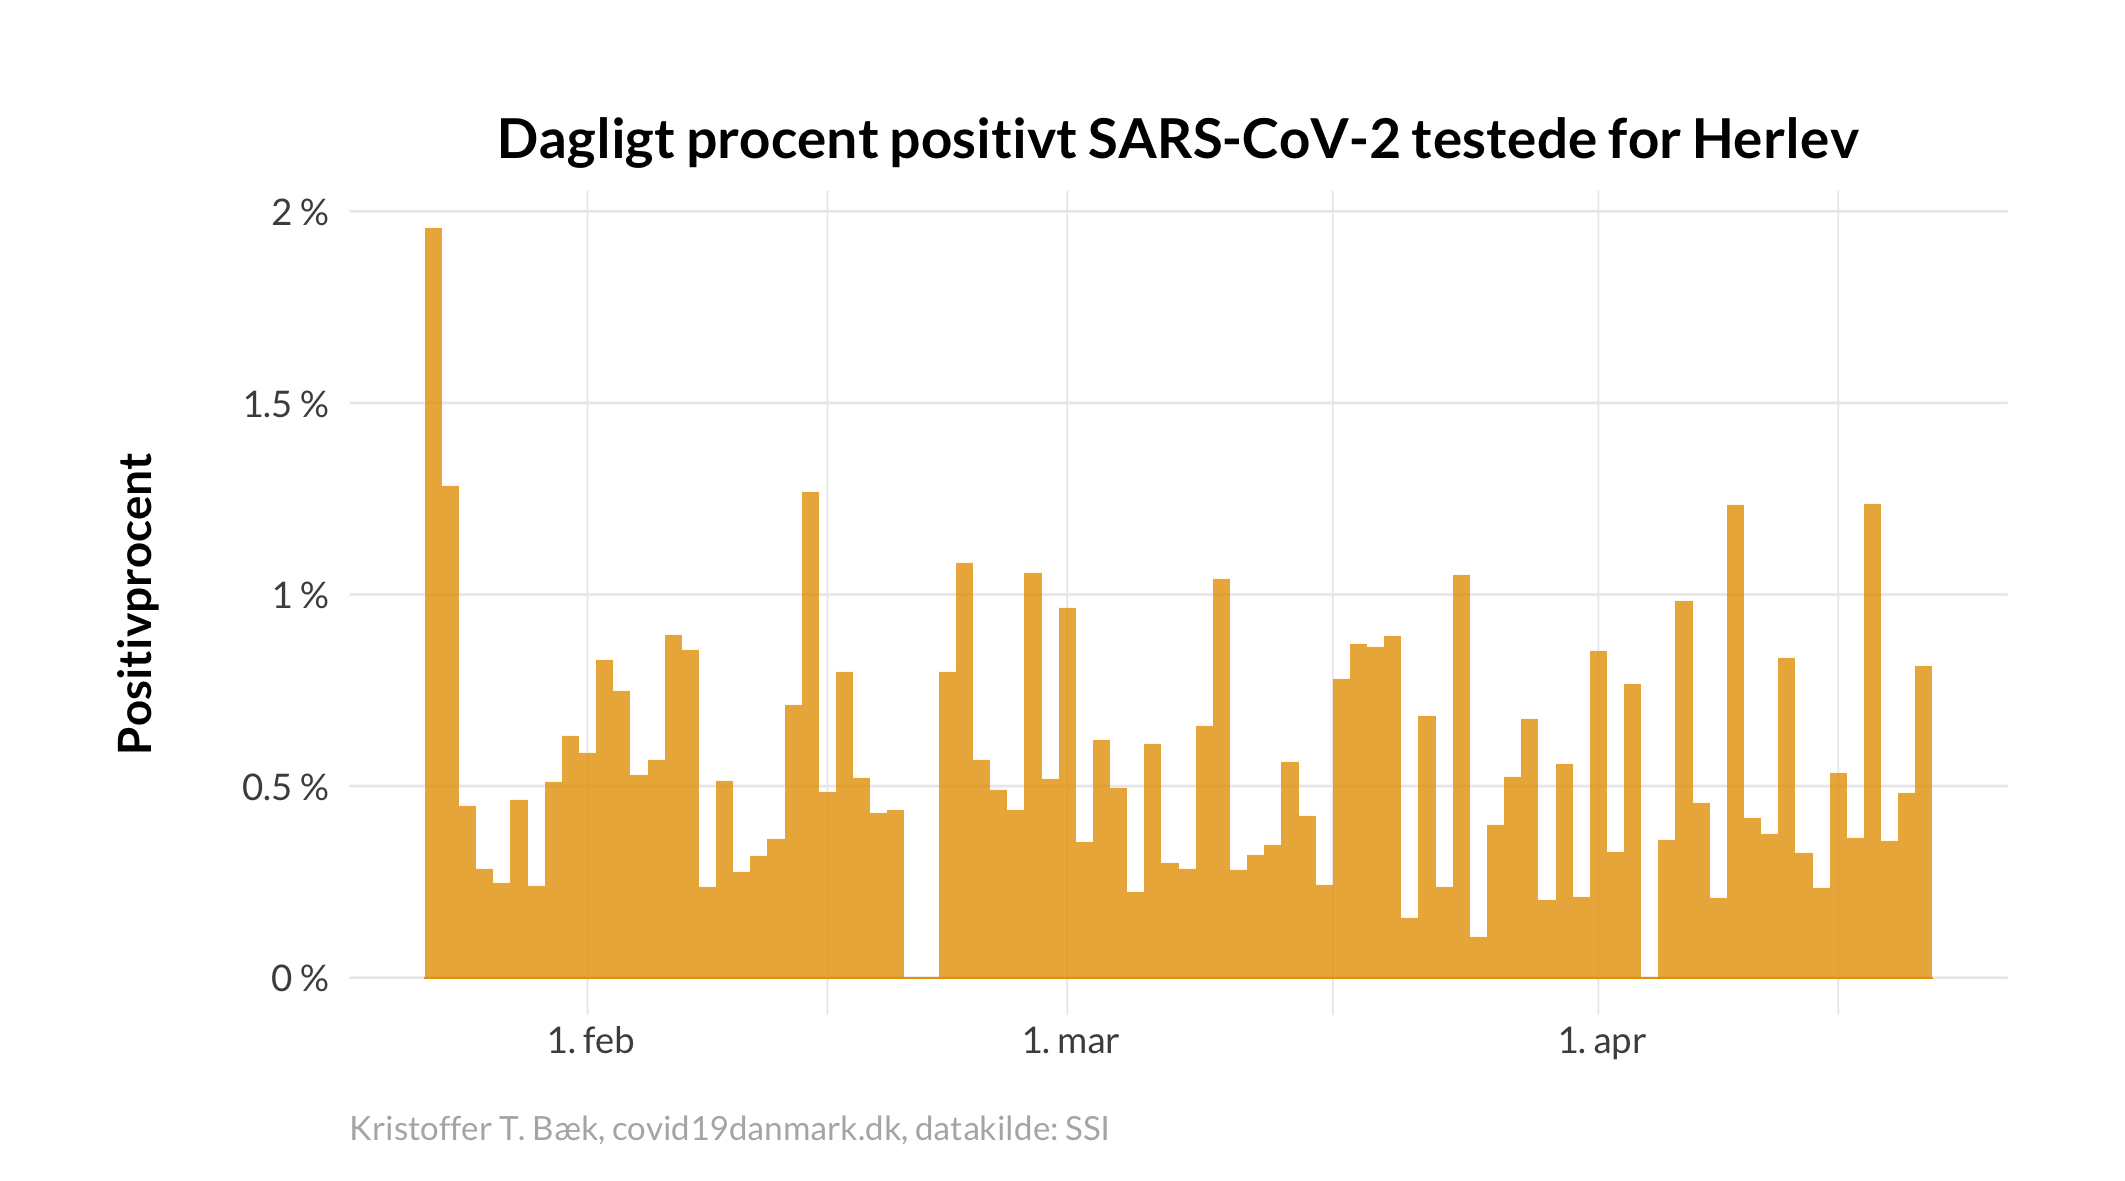 Dagligt procent positivt SARS-CoV-2 testede for Herlev
Positivprocent
2 %
1.5 %
1 %
0.5 %
0 %
1. feb
1. mar
1. apr
Kristoffer T. Bæk, covid19danmark.dk, datakilde: SSI